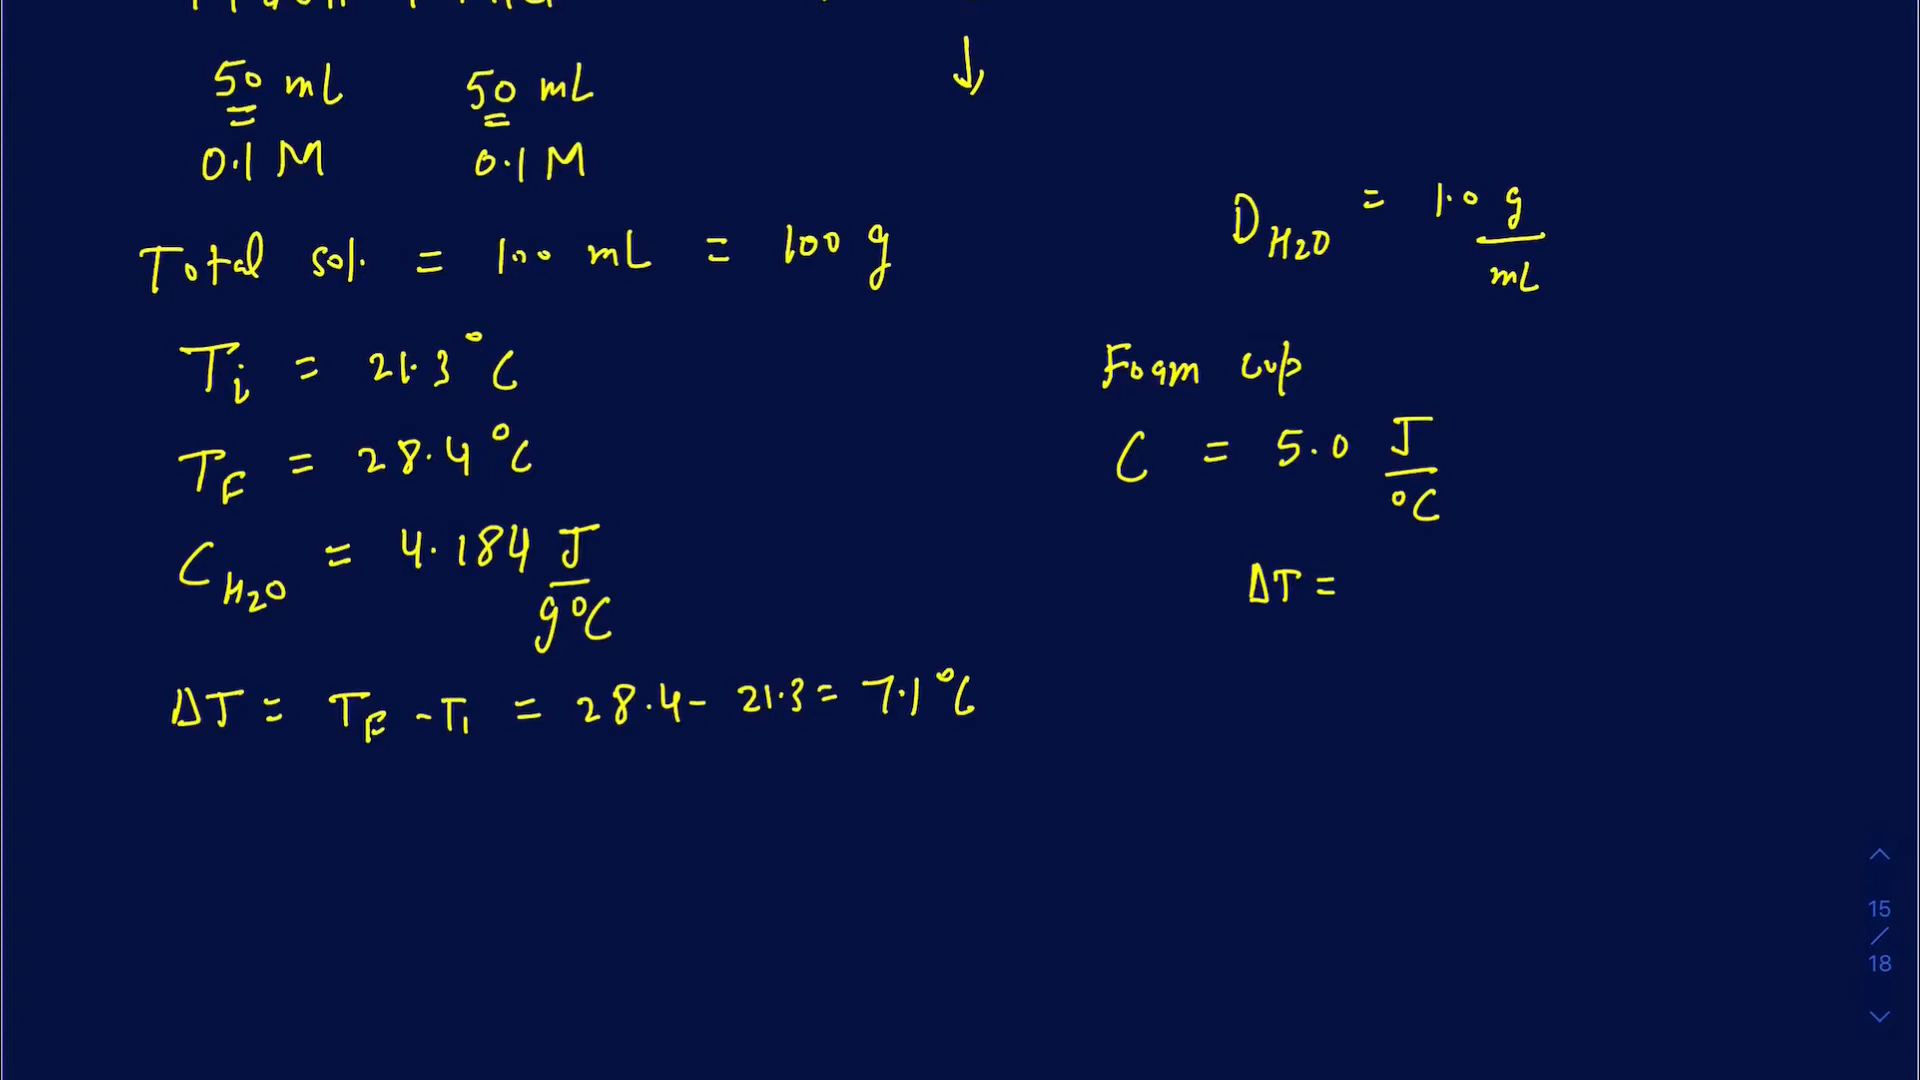 50 mL 50 mL
0.1 M 0.1 M
Total sol. = 100 mL = 100 g
Ti = 21.3 °C
TF = 28.4 °C
C H2O = 4.184 J
g °C
ΔT = TF - Ti = 28.4 - 21.3 = 7.1 °C
D H2O = 1.0 g
mL
Foam cup
C = 5.0 J
°C
ΔT =
15
/
18